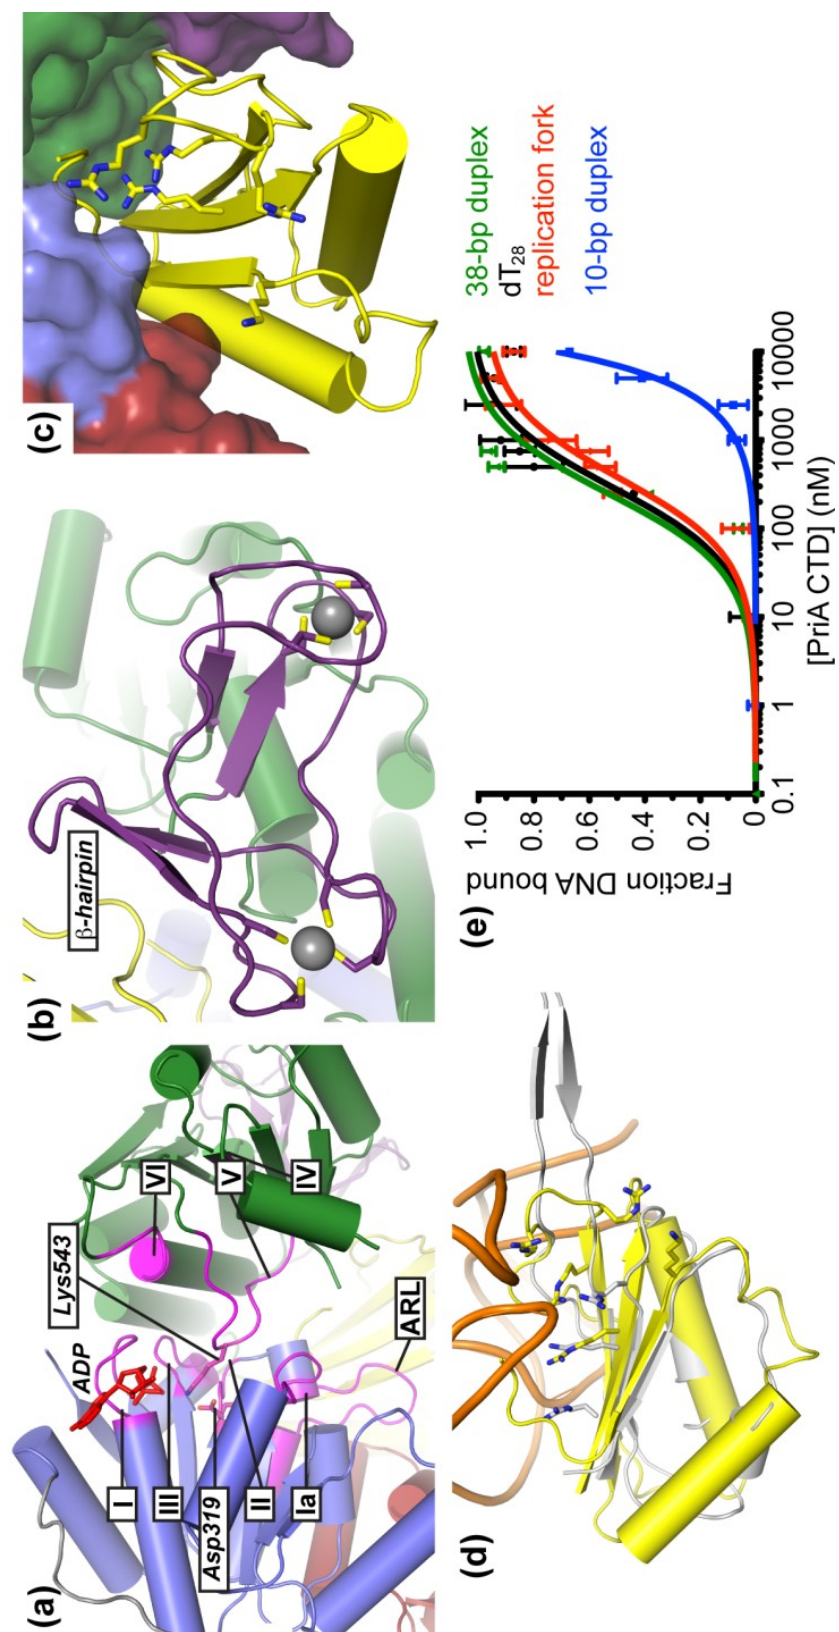 (a)
ADP
Lys543
I
III
Asp319
II
Ia
VI
V
IV
ARL
(b)
β-hairpin
(c)
(d)
(e)
Fraction DNA bound
1.0
0.8
0.6
0.4
0.2
0
0.1
1
10
100
1000
10000
[PriA CTD] (nM)
38-bp duplex
dT28
replication fork
10-bp duplex